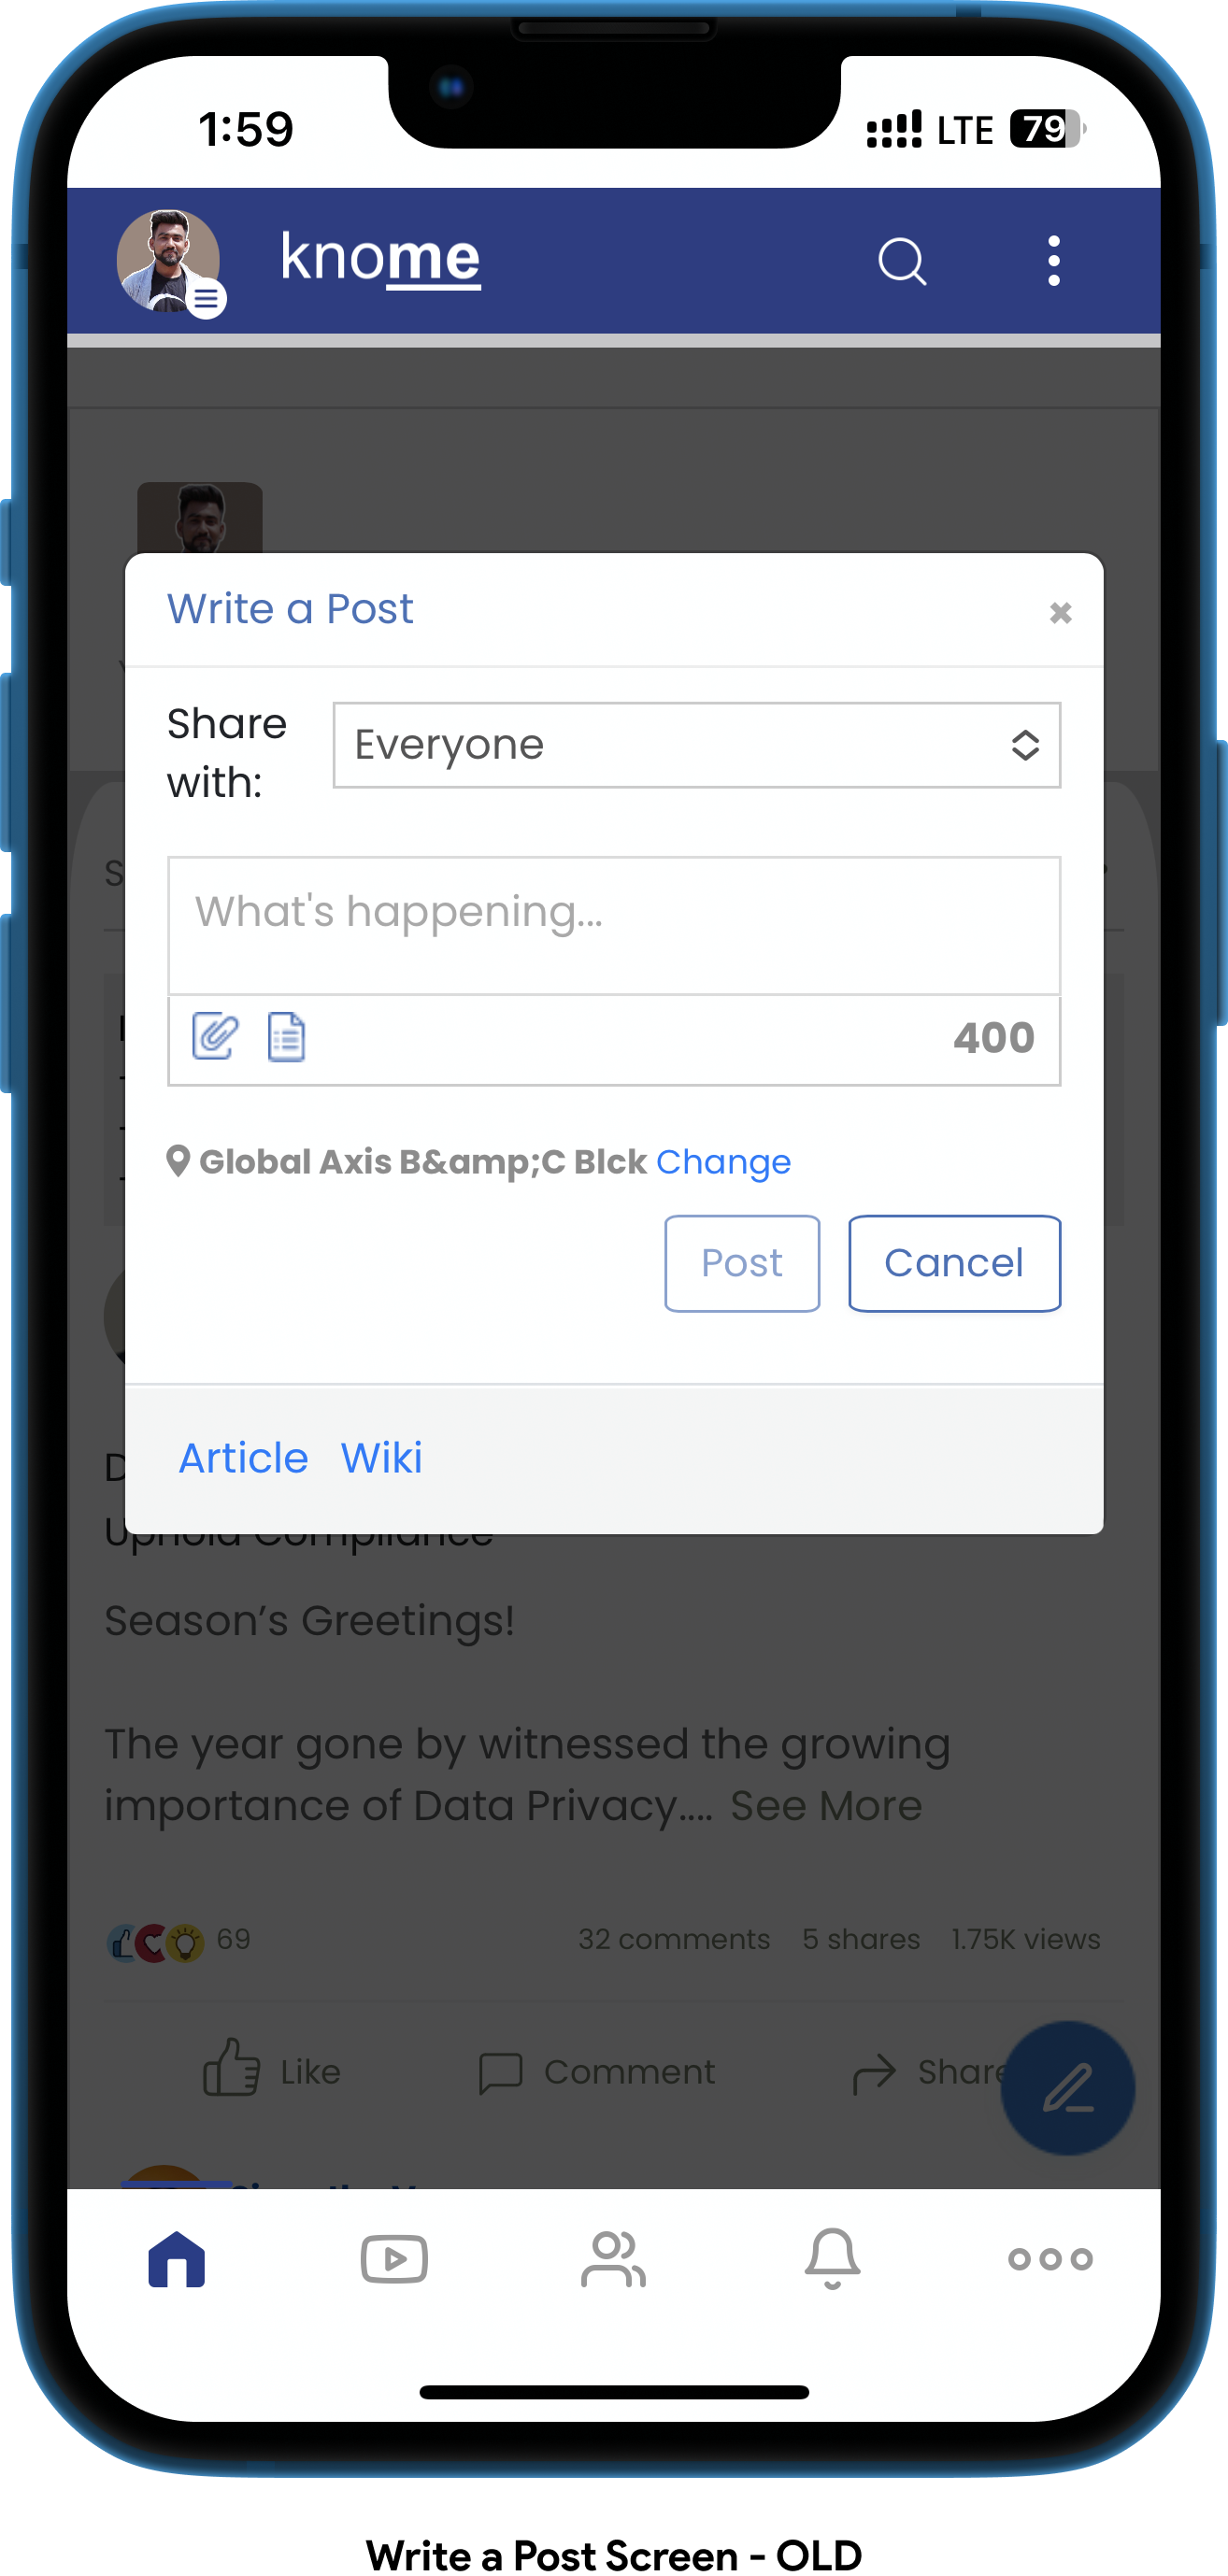 1:59 LTE 79
knome
Write a Post
Share
with:
Everyone
What's happening...
400
Global Axis B&amp;C Blck Change
Post Cancel
Article Wiki
Uphold Compliance
Season’s Greetings!
The year gone by witnessed the growing
importance of Data Privacy.... See More
69 32 comments 5 shares 1.75K views
Like Comment Share
Write a Post Screen - OLD